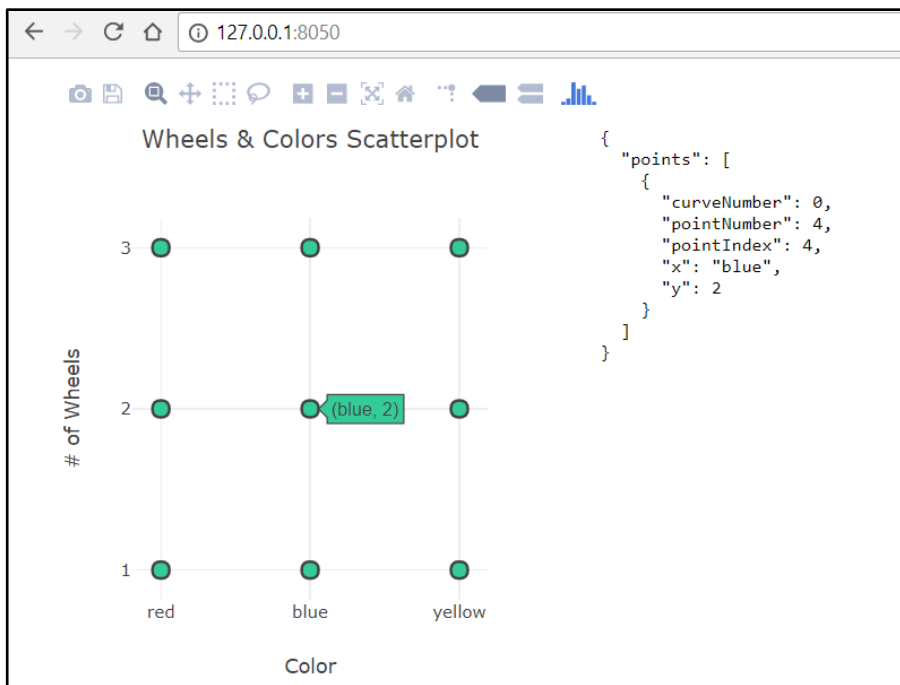 127.0.0.1:8050
Wheels & Colors Scatterplot
# of Wheels
3
2
1
(blue, 2)
red blue yellow
Color
{
"points": [
{
"curveNumber": 0,
"pointNumber": 4,
"pointIndex": 4,
"x": "blue",
"y": 2
}
]
}